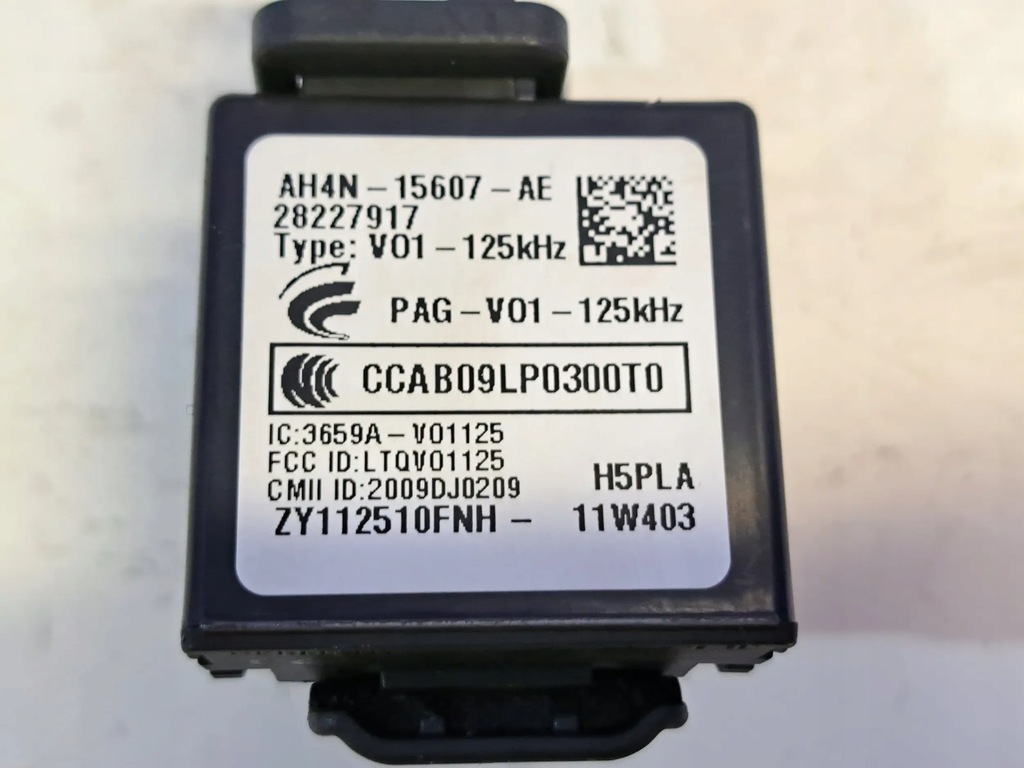 AH4N-15607-AE
28227917
Type: V01-125kHz
PAG-V01-125kHz
CCAB09LP0300T0
IC:3659A-V01125
FCC ID:LTQV01125
CMII ID:2009DJ0209
H5PLA
ZY112510FNH- 11W403